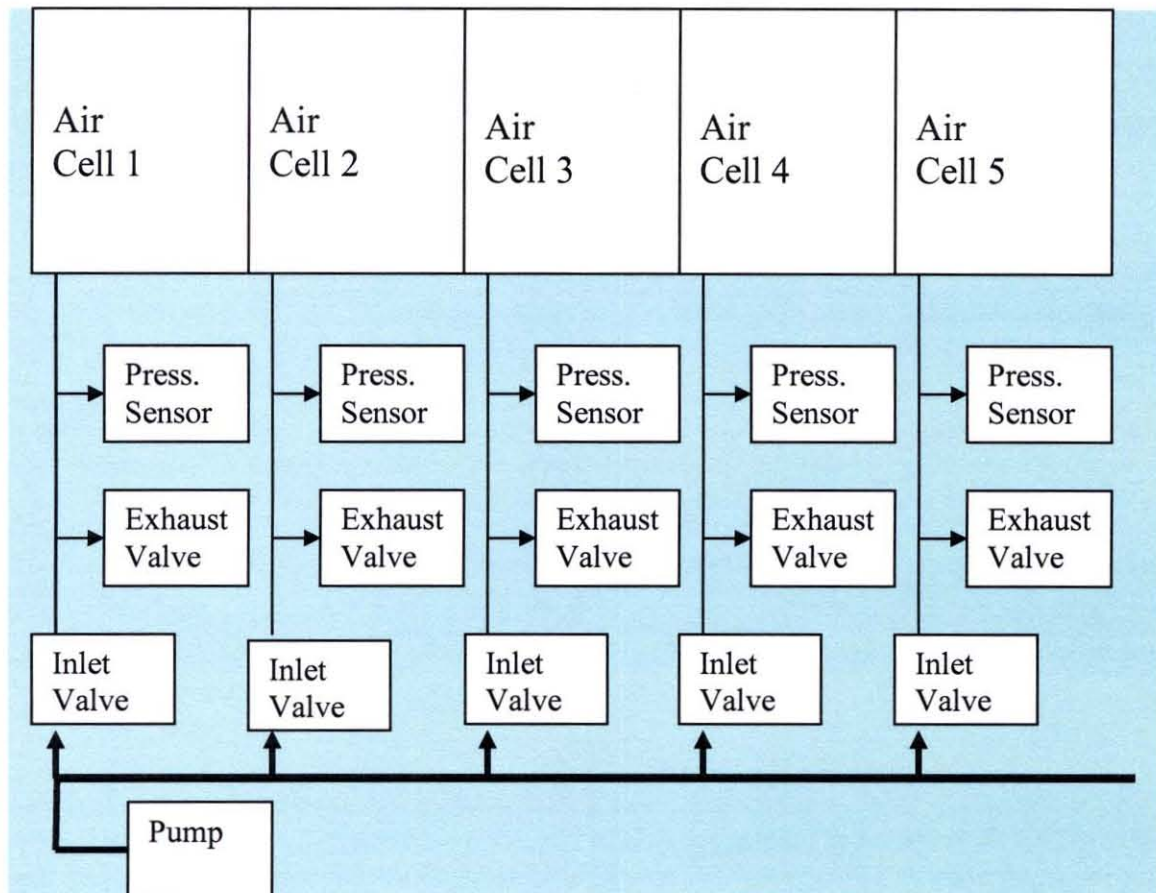 Air
Cell 1
Air
Cell 2
Air
Cell 3
Air
Cell 4
Air
Cell 5
Press.
Sensor
Press.
Sensor
Press.
Sensor
Press.
Sensor
Press.
Sensor
Exhaust
Valve
Exhaust
Valve
Exhaust
Valve
Exhaust
Valve
Exhaust
Valve
Inlet
Valve
Inlet
Valve
Inlet
Valve
Inlet
Valve
Inlet
Valve
Pump